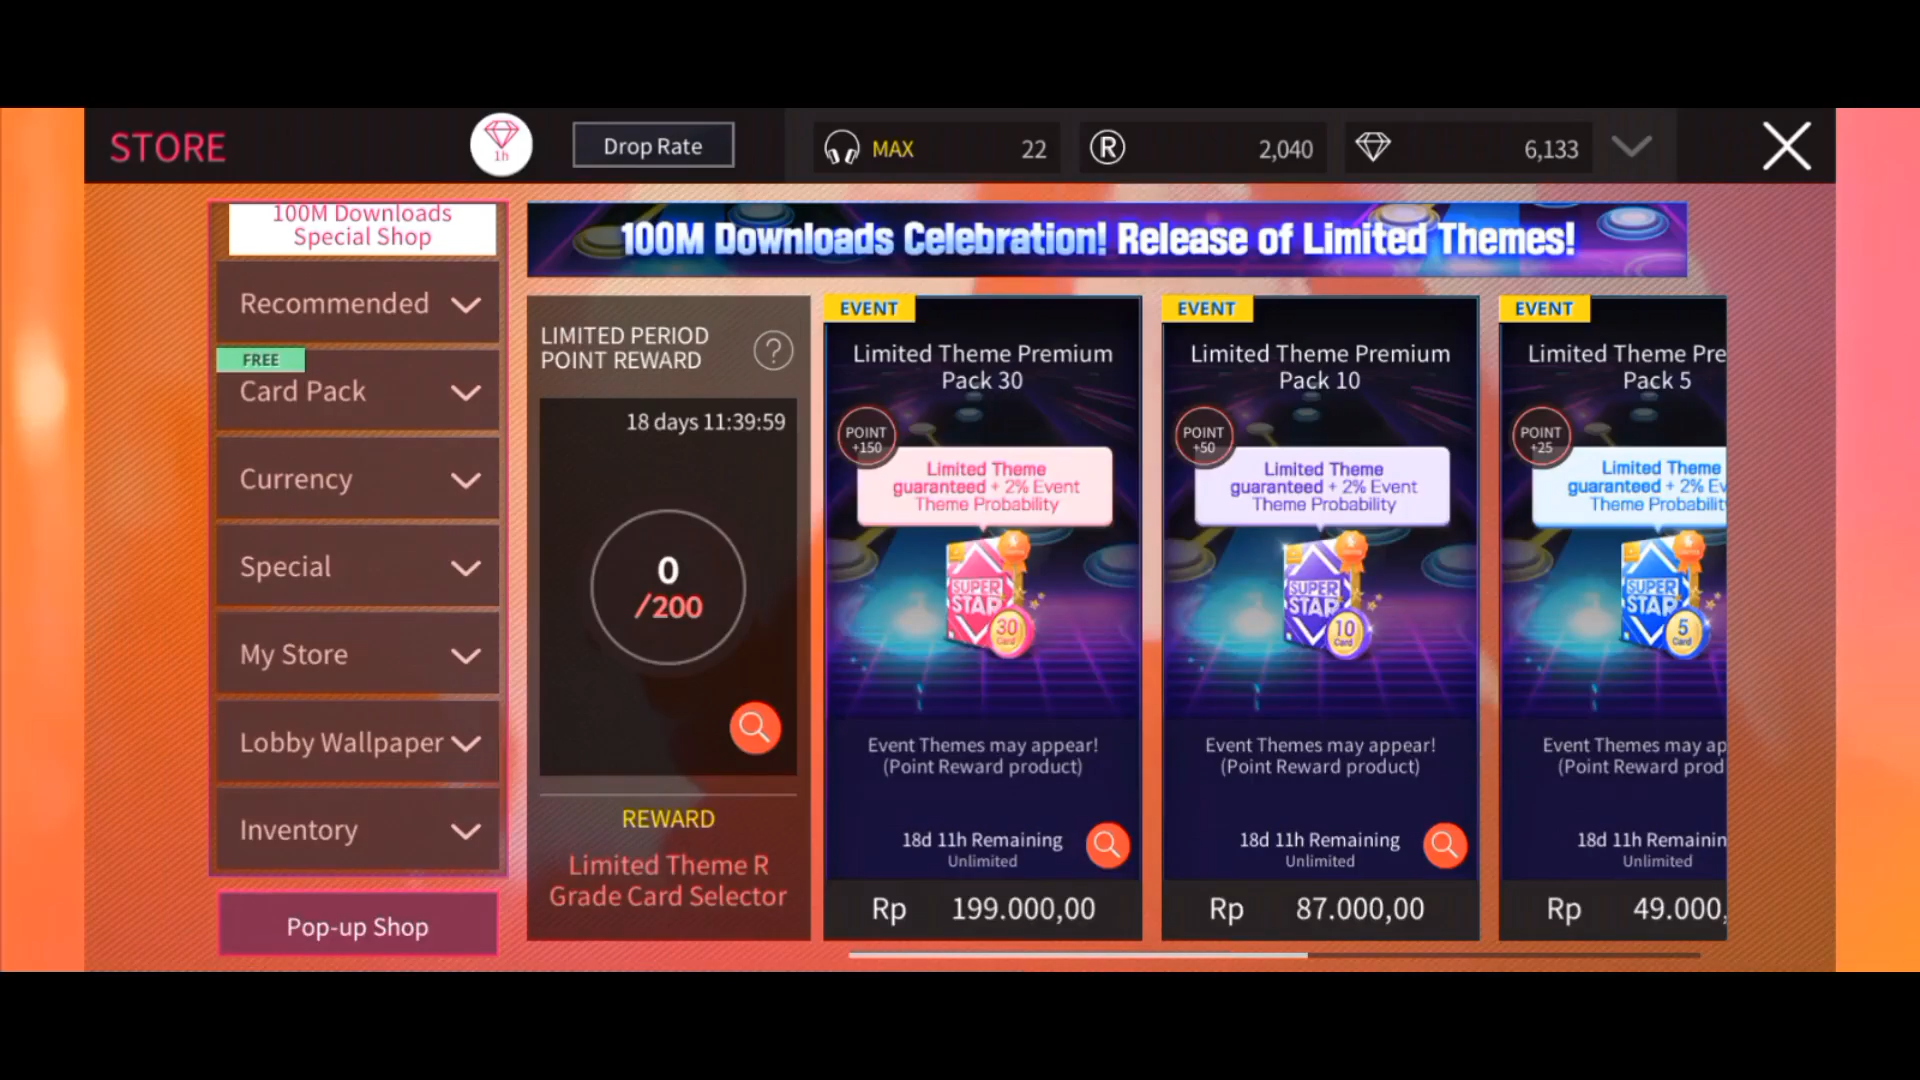 STORE
1h
Drop Rate
MAX
22
R
2,040
6,133
100M Downloads
Special Shop
Recommended
FREE
Card Pack
Currency
Special
My Store
Lobby Wallpaper
Inventory
Pop-up Shop
100M Downloads Celebration! Release of Limited Themes!
LIMITED PERIOD
POINT REWARD
?
18 days 11:39:59
0
/200
REWARD
Limited Theme R
Grade Card Selector
EVENT
Limited Theme Premium
Pack 30
POINT
+150
Limited Theme
guaranteed + 2% Event
Theme Probability
SUPER
STAR
30
Card
Event Themes may appear!
(Point Reward product)
18d 11h Remaining
Unlimited
Rp 199.000,00
EVENT
Limited Theme Premium
Pack 10
POINT
+50
Limited Theme
guaranteed + 2% Event
Theme Probability
SUPER
STAR
10
Card
Event Themes may appear!
(Point Reward product)
18d 11h Remaining
Unlimited
Rp 87.000,00
EVENT
Limited Theme Pre
Pack 5
POINT
+25
Limited Theme
guaranteed + 2% Ev
Theme Probabilit
SUPER
STAR
5
Card
Event Themes may ap
(Point Reward prod
18d 11h Remainin
Unlimited
Rp 49.000,